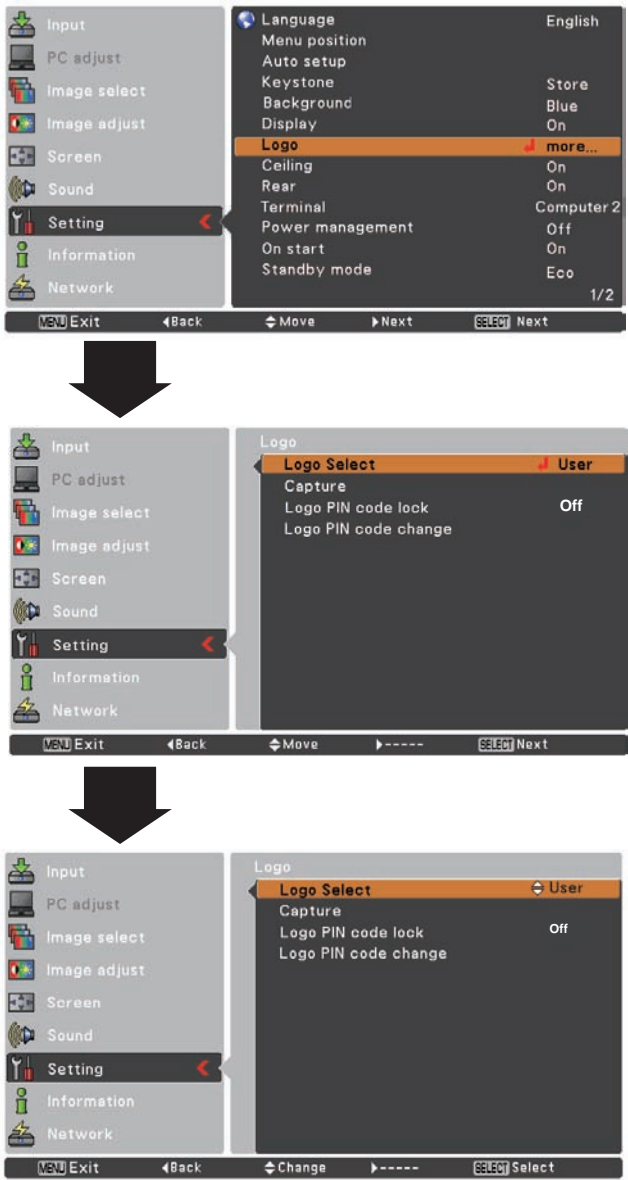 Input
PC adjust
Image select
Image adjust
Screen
Sound
Setting
Information
Network
Language English
Menu position
Auto setup
Keystone Store
Background Blue
Display On
Logo more...
Ceiling On
Rear On
Terminal Computer 2
Power management Off
On start On
Standby mode Eco
1/2
MENU Exit Back Move Next SELECT Next
Input
PC adjust
Image select
Image adjust
Screen
Sound
Setting
Information
Network
Logo
Logo Select User
Capture
Logo PIN code lock Off
Logo PIN code change
MENU Exit Back Move ----- SELECT Next
Input
PC adjust
Image select
Image adjust
Screen
Sound
Setting
Information
Network
Logo
Logo Select User
Capture
Logo PIN code lock Off
Logo PIN code change
MENU Exit Back Change ----- SELECT Select